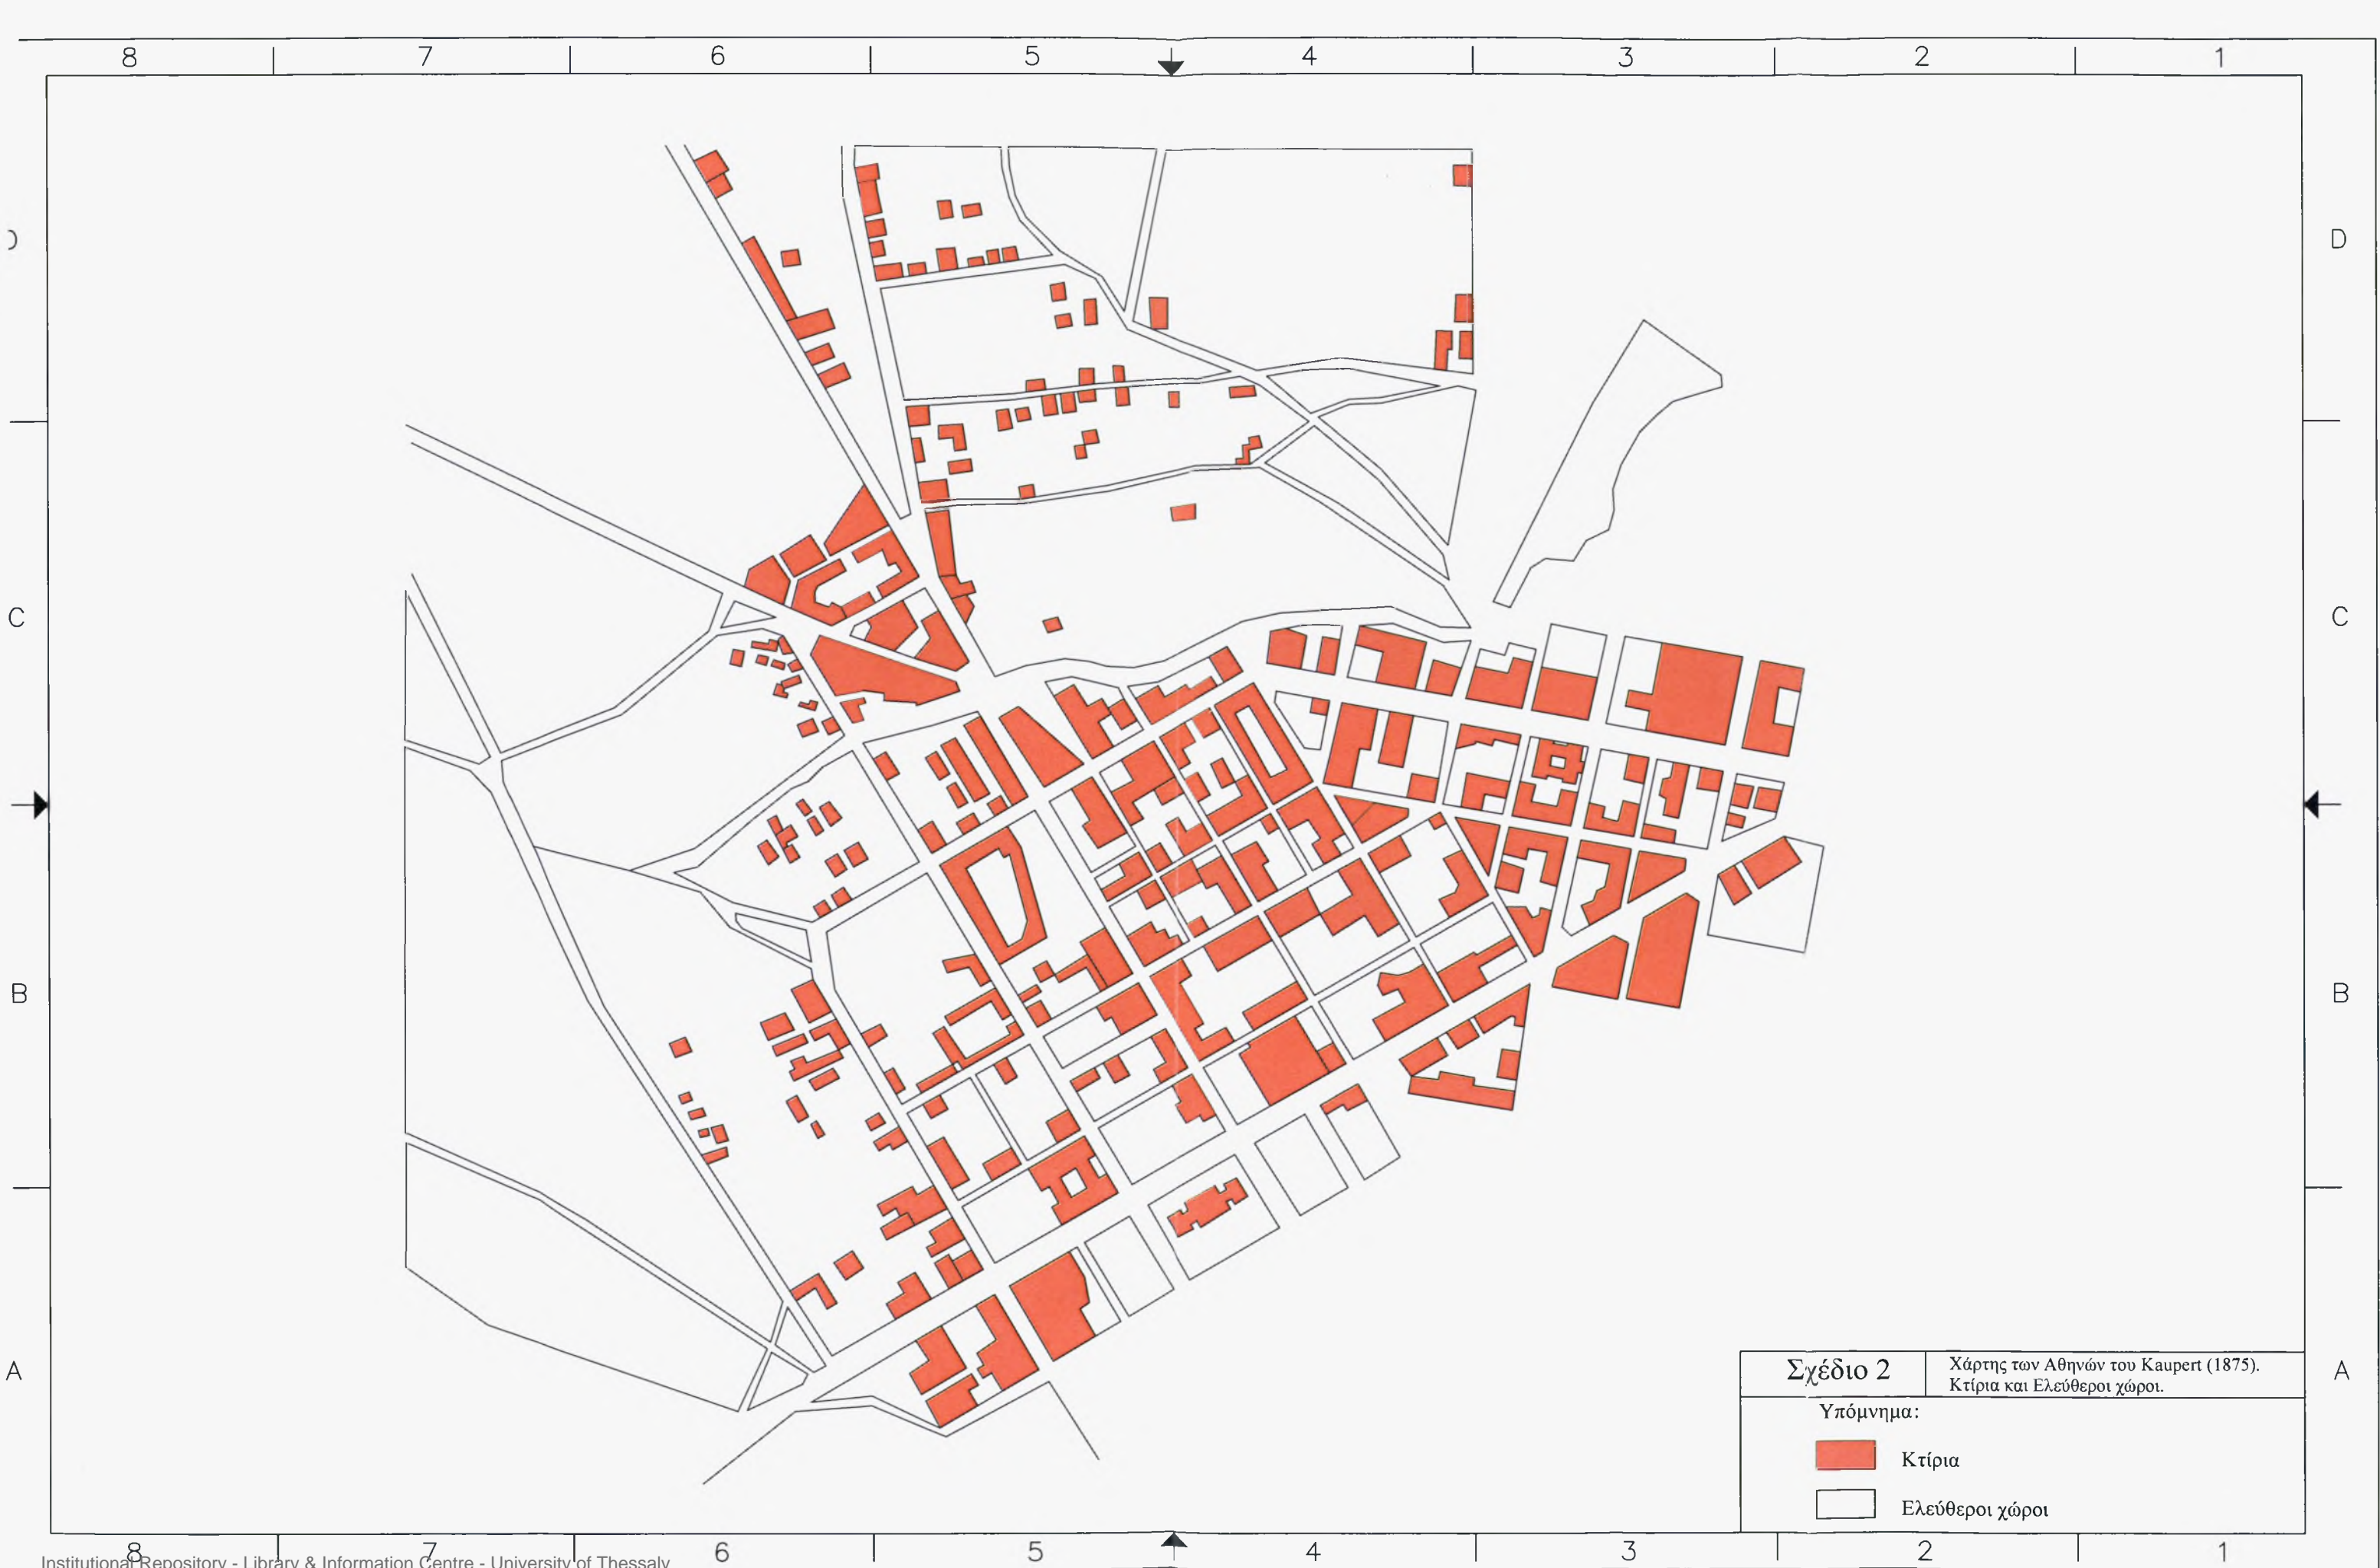 8 7 6 5 4 3 2 1
D
C C
B B
A A
Σχέδιο 2
Χάρτης των Αθηνών του Kaupert (1875).
Κτίρια και Ελεύθεροι χώροι.
Υπόμνημα:
Κτίρια
Ελεύθεροι χώροι
8 7 6 5 4 3 2 1
Institutional Repository - Library & Information Centre - University of Thessaly